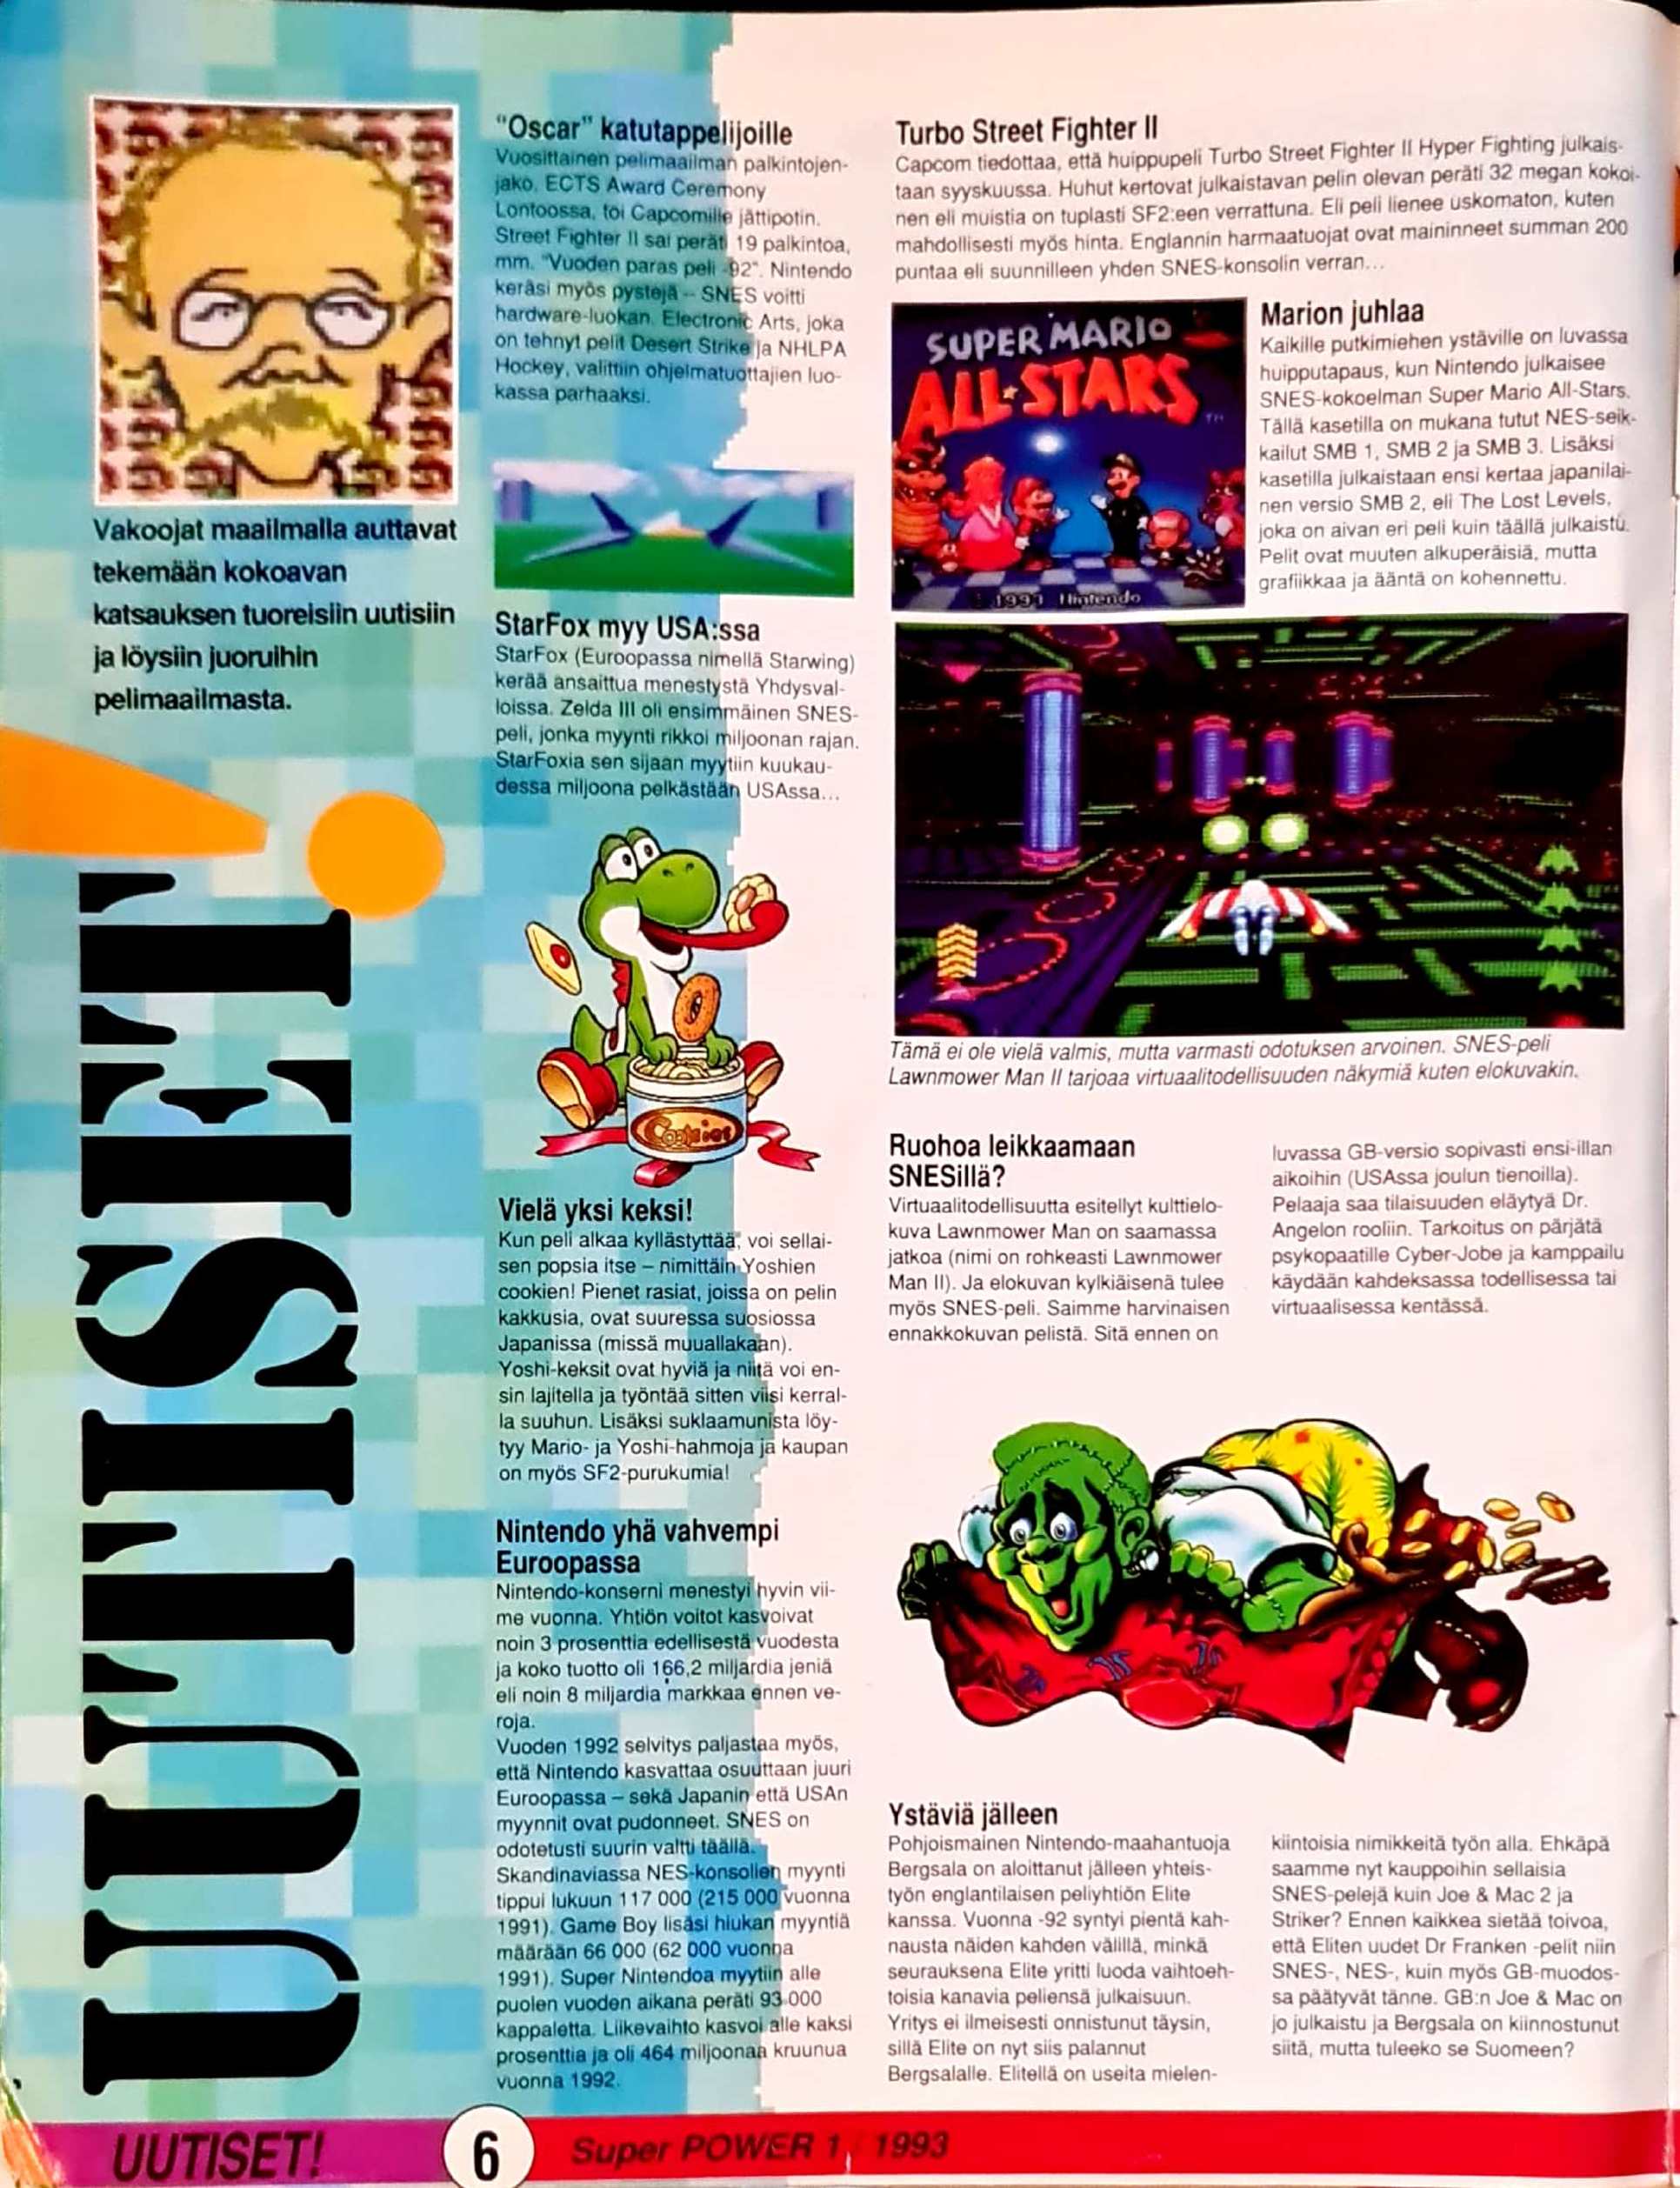 Vakoojat maailmalla auttavat
tekemään kokoavan
katsauksen tuoreisiin uutisiin
ja löysiin juoruihin
pelimaailmasta.
UUTISET!
"Oscar" katutappelijoille
Vuosittainen pelimaailman palkintojen-
jako, ECTS Award Ceremony
Lontoossa, toi Capcomille jättipotin.
Street Fighter II sai peräti 19 palkintoa,
mm. "Vuoden paras peli -92". Nintendo
keräsi myös pystejä – SNES voitti
hardware-luokan. Electronic Arts, joka
on tehnyt pelit Desert Strike ja NHLPA
Hockey, valittiin ohjelmatuottajien luo-
kassa parhaaksi.
StarFox myy USA:ssa
StarFox (Euroopassa nimellä Starwing)
kerää ansaittua menestystä Yhdysval-
loissa. Zelda III oli ensimmäinen SNES-
peli, jonka myynti rikkoi miljoonan rajan.
StarFoxia sen sijaan myytiin kuukau-
dessa miljoona pelkästään USAssa...
Cookies
Vielä yksi keksi!
Kun peli alkaa kyllästyttää, voi sellai-
sen popsia itse – nimittäin Yoshien
cookien! Pienet rasiat, joissa on pelin
kakkusia, ovat suuressa suosiossa
Japanissa (missä muuallakaan).
Yoshi-keksit ovat hyviä ja niitä voi en-
sin lajitella ja työntää sitten viisi kerral-
la suuhun. Lisäksi suklaamunista löy-
tyy Mario- ja Yoshi-hahmoja ja kaupan
on myös SF2-purukumia!
Nintendo yhä vahvempi
Euroopassa
Nintendo-konserni menestyi hyvin vii-
me vuonna. Yhtiön voitot kasvoivat
noin 3 prosenttia edellisestä vuodesta
ja koko tuotto oli 166,2 miljardia jeniä
eli noin 8 miljardia markkaa ennen ve-
roja.
Vuoden 1992 selvitys paljastaa myös,
että Nintendo kasvattaa osuuttaan juuri
Euroopassa – sekä Japanin että USAn
myynnit ovat pudonneet. SNES on
odotetusti suurin valtti täällä.
Skandinaviassa NES-konsolien myynti
tippui lukuun 117 000 (215 000 vuonna
1991). Game Boy lisäsi hiukan myyntiä
määrään 66 000 (62 000 vuonna
1991). Super Nintendoa myytiin alle
puolen vuoden aikana peräti 93 000
kappaletta. Liikevaihto kasvoi alle kaksi
prosenttia ja oli 464 miljoonaa kruunua
vuonna 1992.
Turbo Street Fighter II
Capcom tiedottaa, että huippupeli Turbo Street Fighter II Hyper Fighting julkais-
taan syyskuussa. Huhut kertovat julkaistavan pelin olevan peräti 32 megan kokoi-
nen eli muistia on tuplasti SF2:een verrattuna. Eli peli lienee uskomaton, kuten
mahdollisesti myös hinta. Englannin harmaatuojat ovat maininneet summan 200
puntaa eli suunnilleen yhden SNES-konsolin verran...
SUPER MARIO
ALL-STARS
TM
© 1993 Nintendo
Marion juhlaa
Kaikille putkimiehen ystäville on luvassa
huipputapaus, kun Nintendo julkaisee
SNES-kokoelman Super Mario All-Stars.
Tällä kasetilla on mukana tutut NES-seik-
kailut SMB 1, SMB 2 ja SMB 3. Lisäksi
kasetilla julkaistaan ensi kertaa japanilai-
nen versio SMB 2, eli The Lost Levels,
joka on aivan eri peli kuin täällä julkaistu.
Pelit ovat muuten alkuperäisiä, mutta
grafiikkaa ja ääntä on kohennettu.
Tämä ei ole vielä valmis, mutta varmasti odotuksen arvoinen. SNES-peli
Lawnmower Man II tarjoaa virtuaalitodellisuuden näkymiä kuten elokuvakin.
Ruohoa leikkaamaan
SNESillä?
Virtuaalitodellisuutta esitellyt kulttielo-
kuva Lawnmower Man on saamassa
jatkoa (nimi on rohkeasti Lawnmower
Man II). Ja elokuvan kylkiäisenä tulee
myös SNES-peli. Saimme harvinaisen
ennakkokuvan pelistä. Sitä ennen on
luvassa GB-versio sopivasti ensi-illan
aikoihin (USAssa joulun tienoilla).
Pelaaja saa tilaisuuden eläytyä Dr.
Angelon rooliin. Tarkoitus on pärjätä
psykopaatille Cyber-Jobe ja kamppailu
käydään kahdeksassa todellisessa tai
virtuaalisessa kentässä.
Ystäviä jälleen
Pohjoismainen Nintendo-maahantuoja
Bergsala on aloittanut jälleen yhteis-
työn englantilaisen peliyhtiön Elite
kanssa. Vuonna -92 syntyi pientä kah-
nausta näiden kahden välillä, minkä
seurauksena Elite yritti luoda vaihtoeh-
toisia kanavia peliensä julkaisuun.
Yritys ei ilmeisesti onnistunut täysin,
sillä Elite on nyt siis palannut
Bergsalalle. Elitellä on useita mielen-
kiintoisia nimikkeitä työn alla. Ehkäpä
saamme nyt kauppoihin sellaisia
SNES-pelejä kuin Joe & Mac 2 ja
Striker? Ennen kaikkea sietää toivoa,
että Eliten uudet Dr Franken -pelit niin
SNES-, NES-, kuin myös GB-muodos-
sa päätyvät tänne. GB:n Joe & Mac on
jo julkaistu ja Bergsala on kiinnostunut
siitä, mutta tuleeko se Suomeen?
UUTISET!
6
Super POWER 1 / 1993